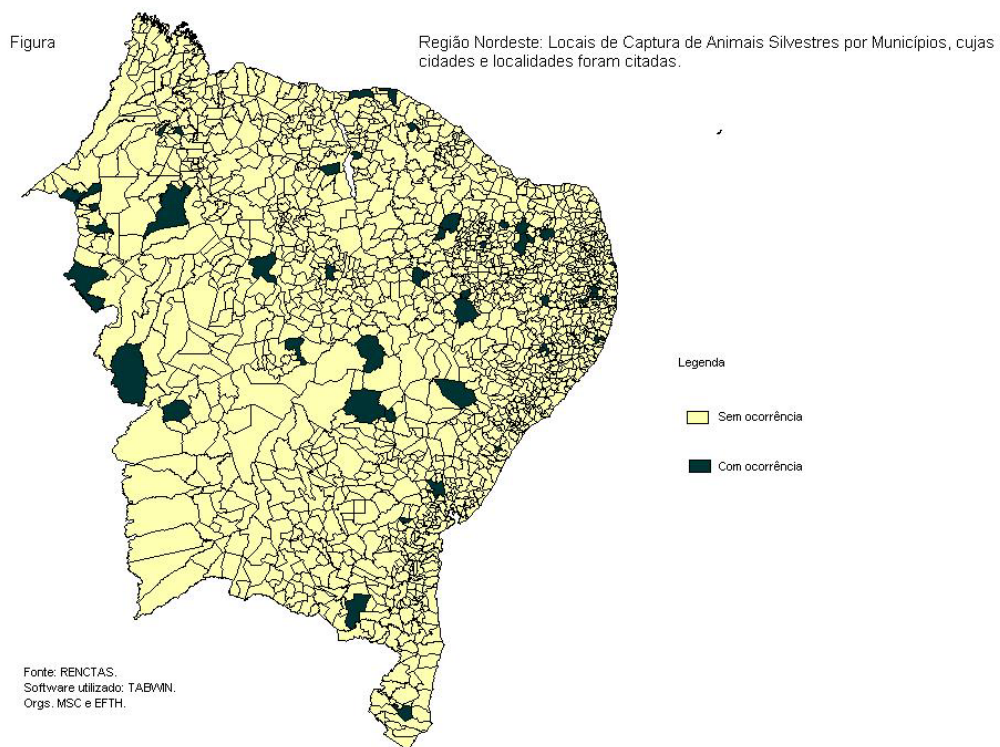 Figura
Região Nordeste: Locais de Captura de Animais Silvestres por Municípios, cujas
cidades e localidades foram citadas.
Legenda
Sem ocorrência
Com ocorrência
Fonte: RENCTAS.
Software utilizado: TABWIN.
Orgs. MSC e EFTH.